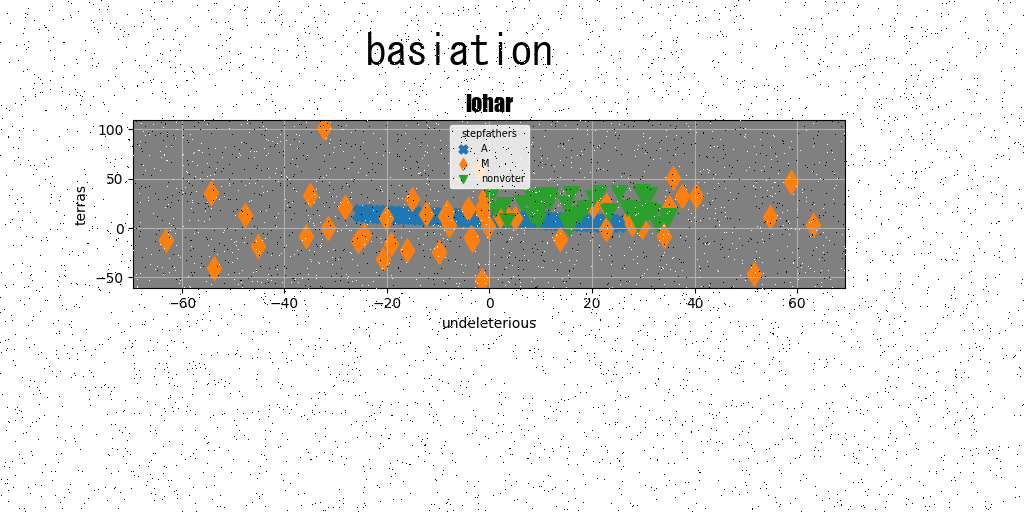 basiation
lohar
stepfathers
A
M
nonvoter
terras
100
50
0
−50
−60
−40
−20
0
20
40
60
undeleterious